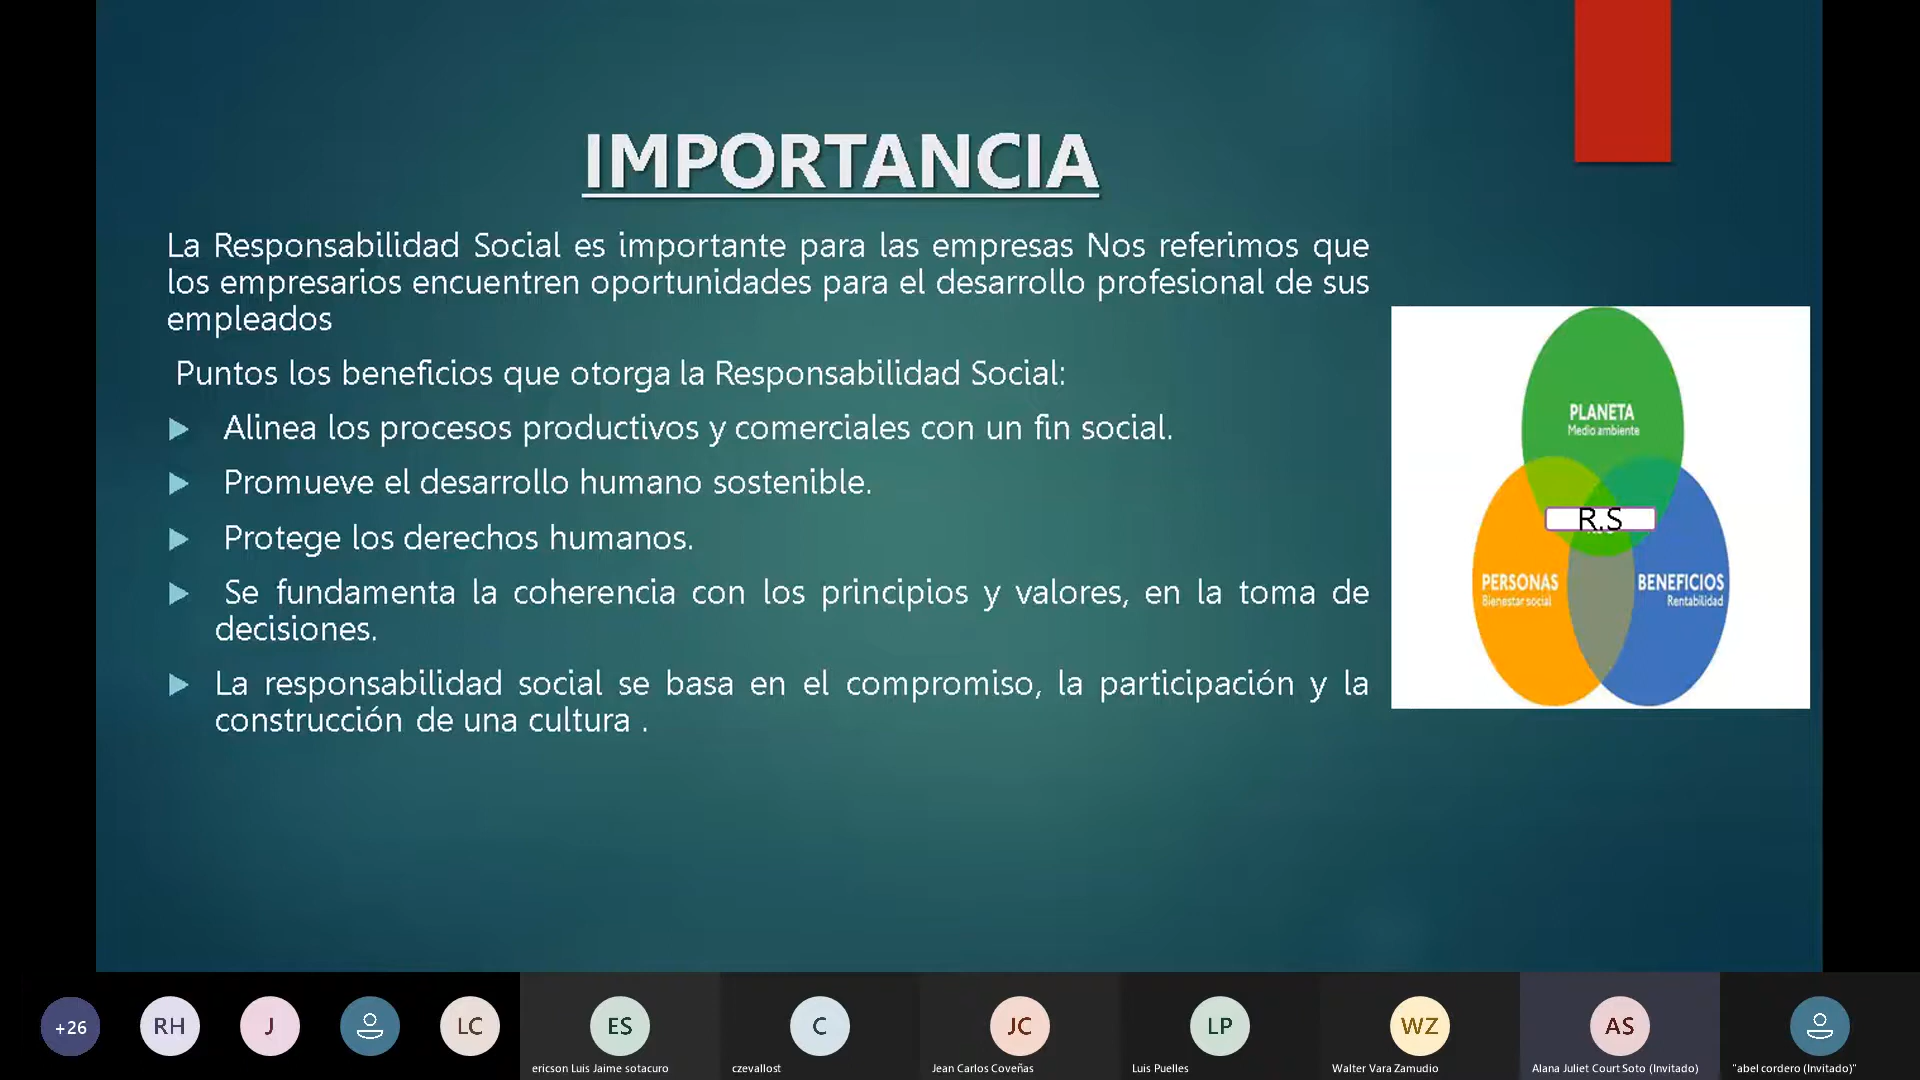 IMPORTANCIA
La Responsabilidad Social es importante para las empresas Nos referimos que
los empresarios encuentren oportunidades para el desarrollo profesional de sus
empleados
Puntos los beneficios que otorga la Responsabilidad Social:
Alinea los procesos productivos y comerciales con un fin social.
Promueve el desarrollo humano sostenible.
Protege los derechos humanos.
Se fundamenta la coherencia con los principios y valores, en la toma de
decisiones.
La responsabilidad social se basa en el compromiso, la participación y la
construcción de una cultura .
PLANETA
Medio ambiente
R.S
PERSONAS
Bienestar social
BENEFICIOS
Rentabilidad
+26
RH
J
LC
ES
C
JC
LP
WZ
AS
ericson Luis Jaime sotacuro
czevallost
Jean Carlos Coveñas
Luis Puelles
Walter Vara Zamudio
Alana Juliet Court Soto (Invitado)
"abel cordero (Invitado)"